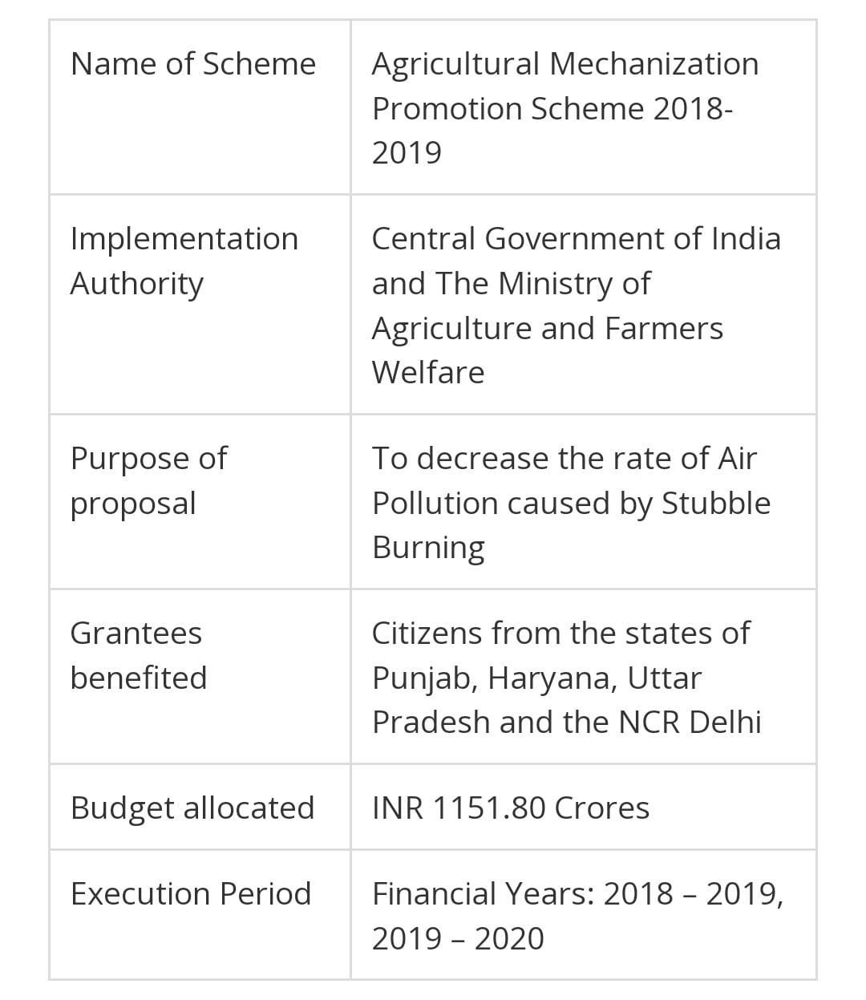 Name of Scheme
Agricultural Mechanization
Promotion Scheme 2018-
2019
Implementation
Authority
Central Government of India
and The Ministry of
Agriculture and Farmers
Welfare
Purpose of
proposal
To decrease the rate of Air
Pollution caused by Stubble
Burning
Grantees
benefited
Citizens from the states of
Punjab, Haryana, Uttar
Pradesh and the NCR Delhi
Budget allocated
INR 1151.80 Crores
Execution Period
Financial Years: 2018 – 2019,
2019 – 2020